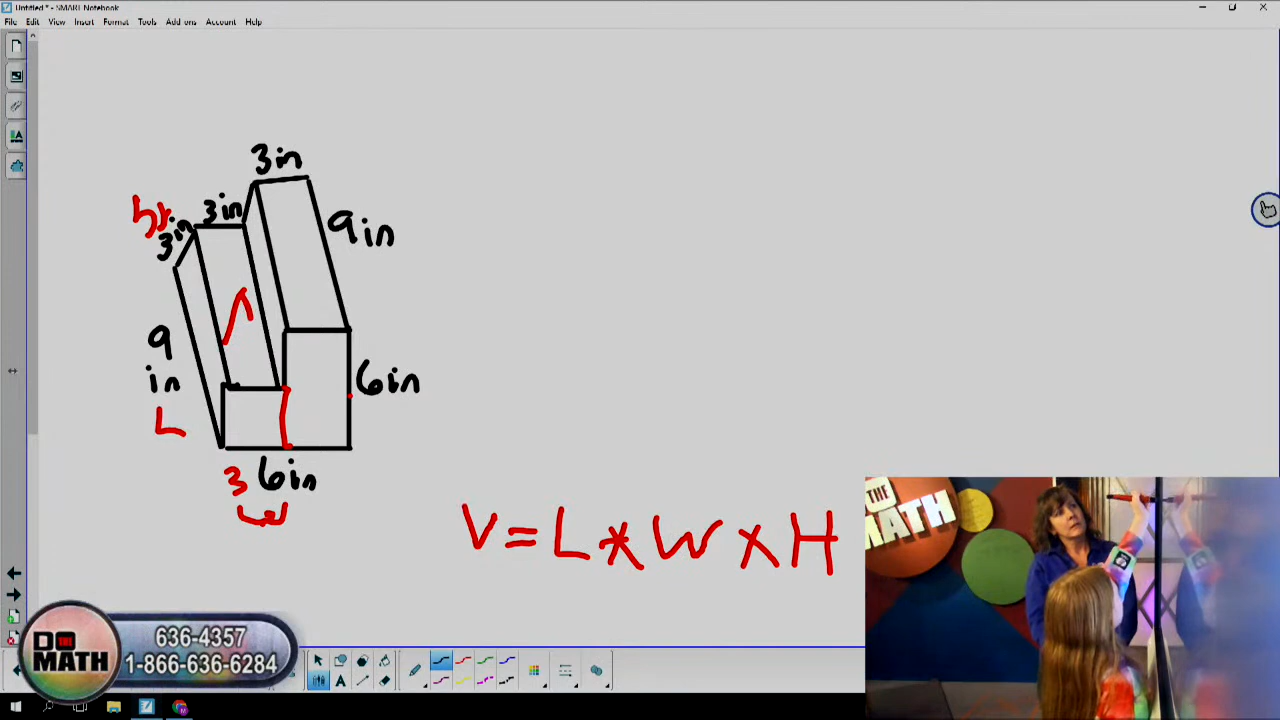 Untitled * - SMART Notebook
File Edit View Insert Format Tools Add-ons Account Help
3in
3in
3in
9in
9
in
L
6in
3 6in
w
V=L*W×H
THE
MATH
DO THE
MATH
636-4357
1-866-636-6284
A